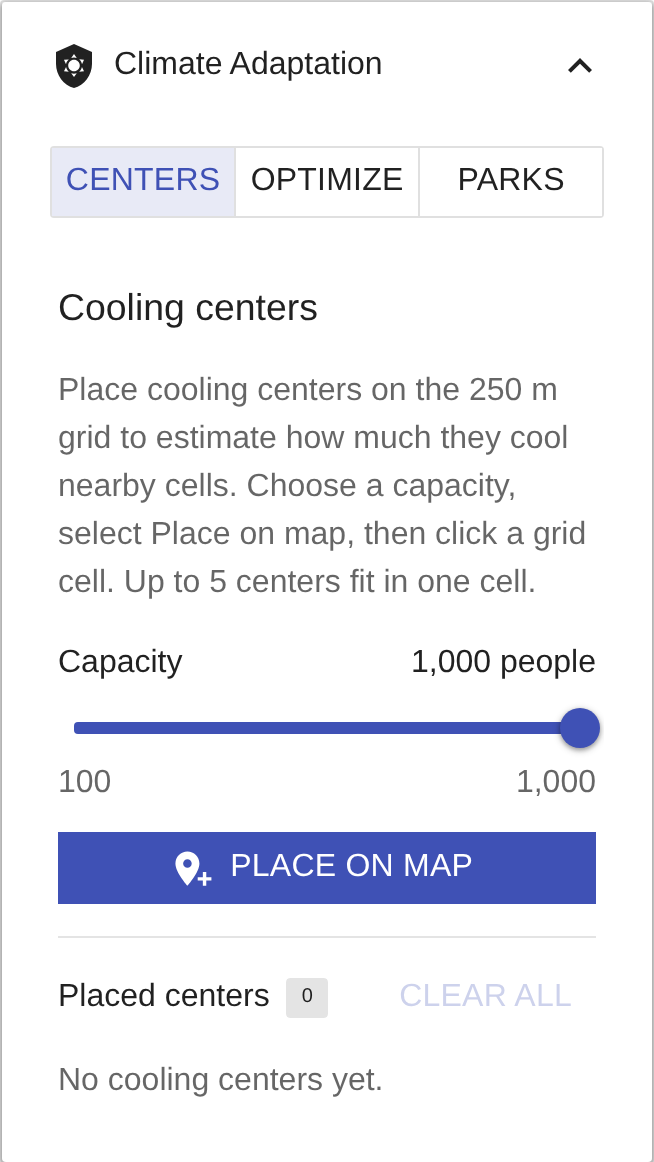 Climate Adaptation
CENTERS OPTIMIZE PARKS
Cooling centers
Place cooling centers on the 250 m
grid to estimate how much they cool
nearby cells. Choose a capacity,
select Place on map, then click a grid
cell. Up to 5 centers fit in one cell.
Capacity 1,000 people
100 1,000
PLACE ON MAP
Placed centers 0 CLEAR ALL
No cooling centers yet.